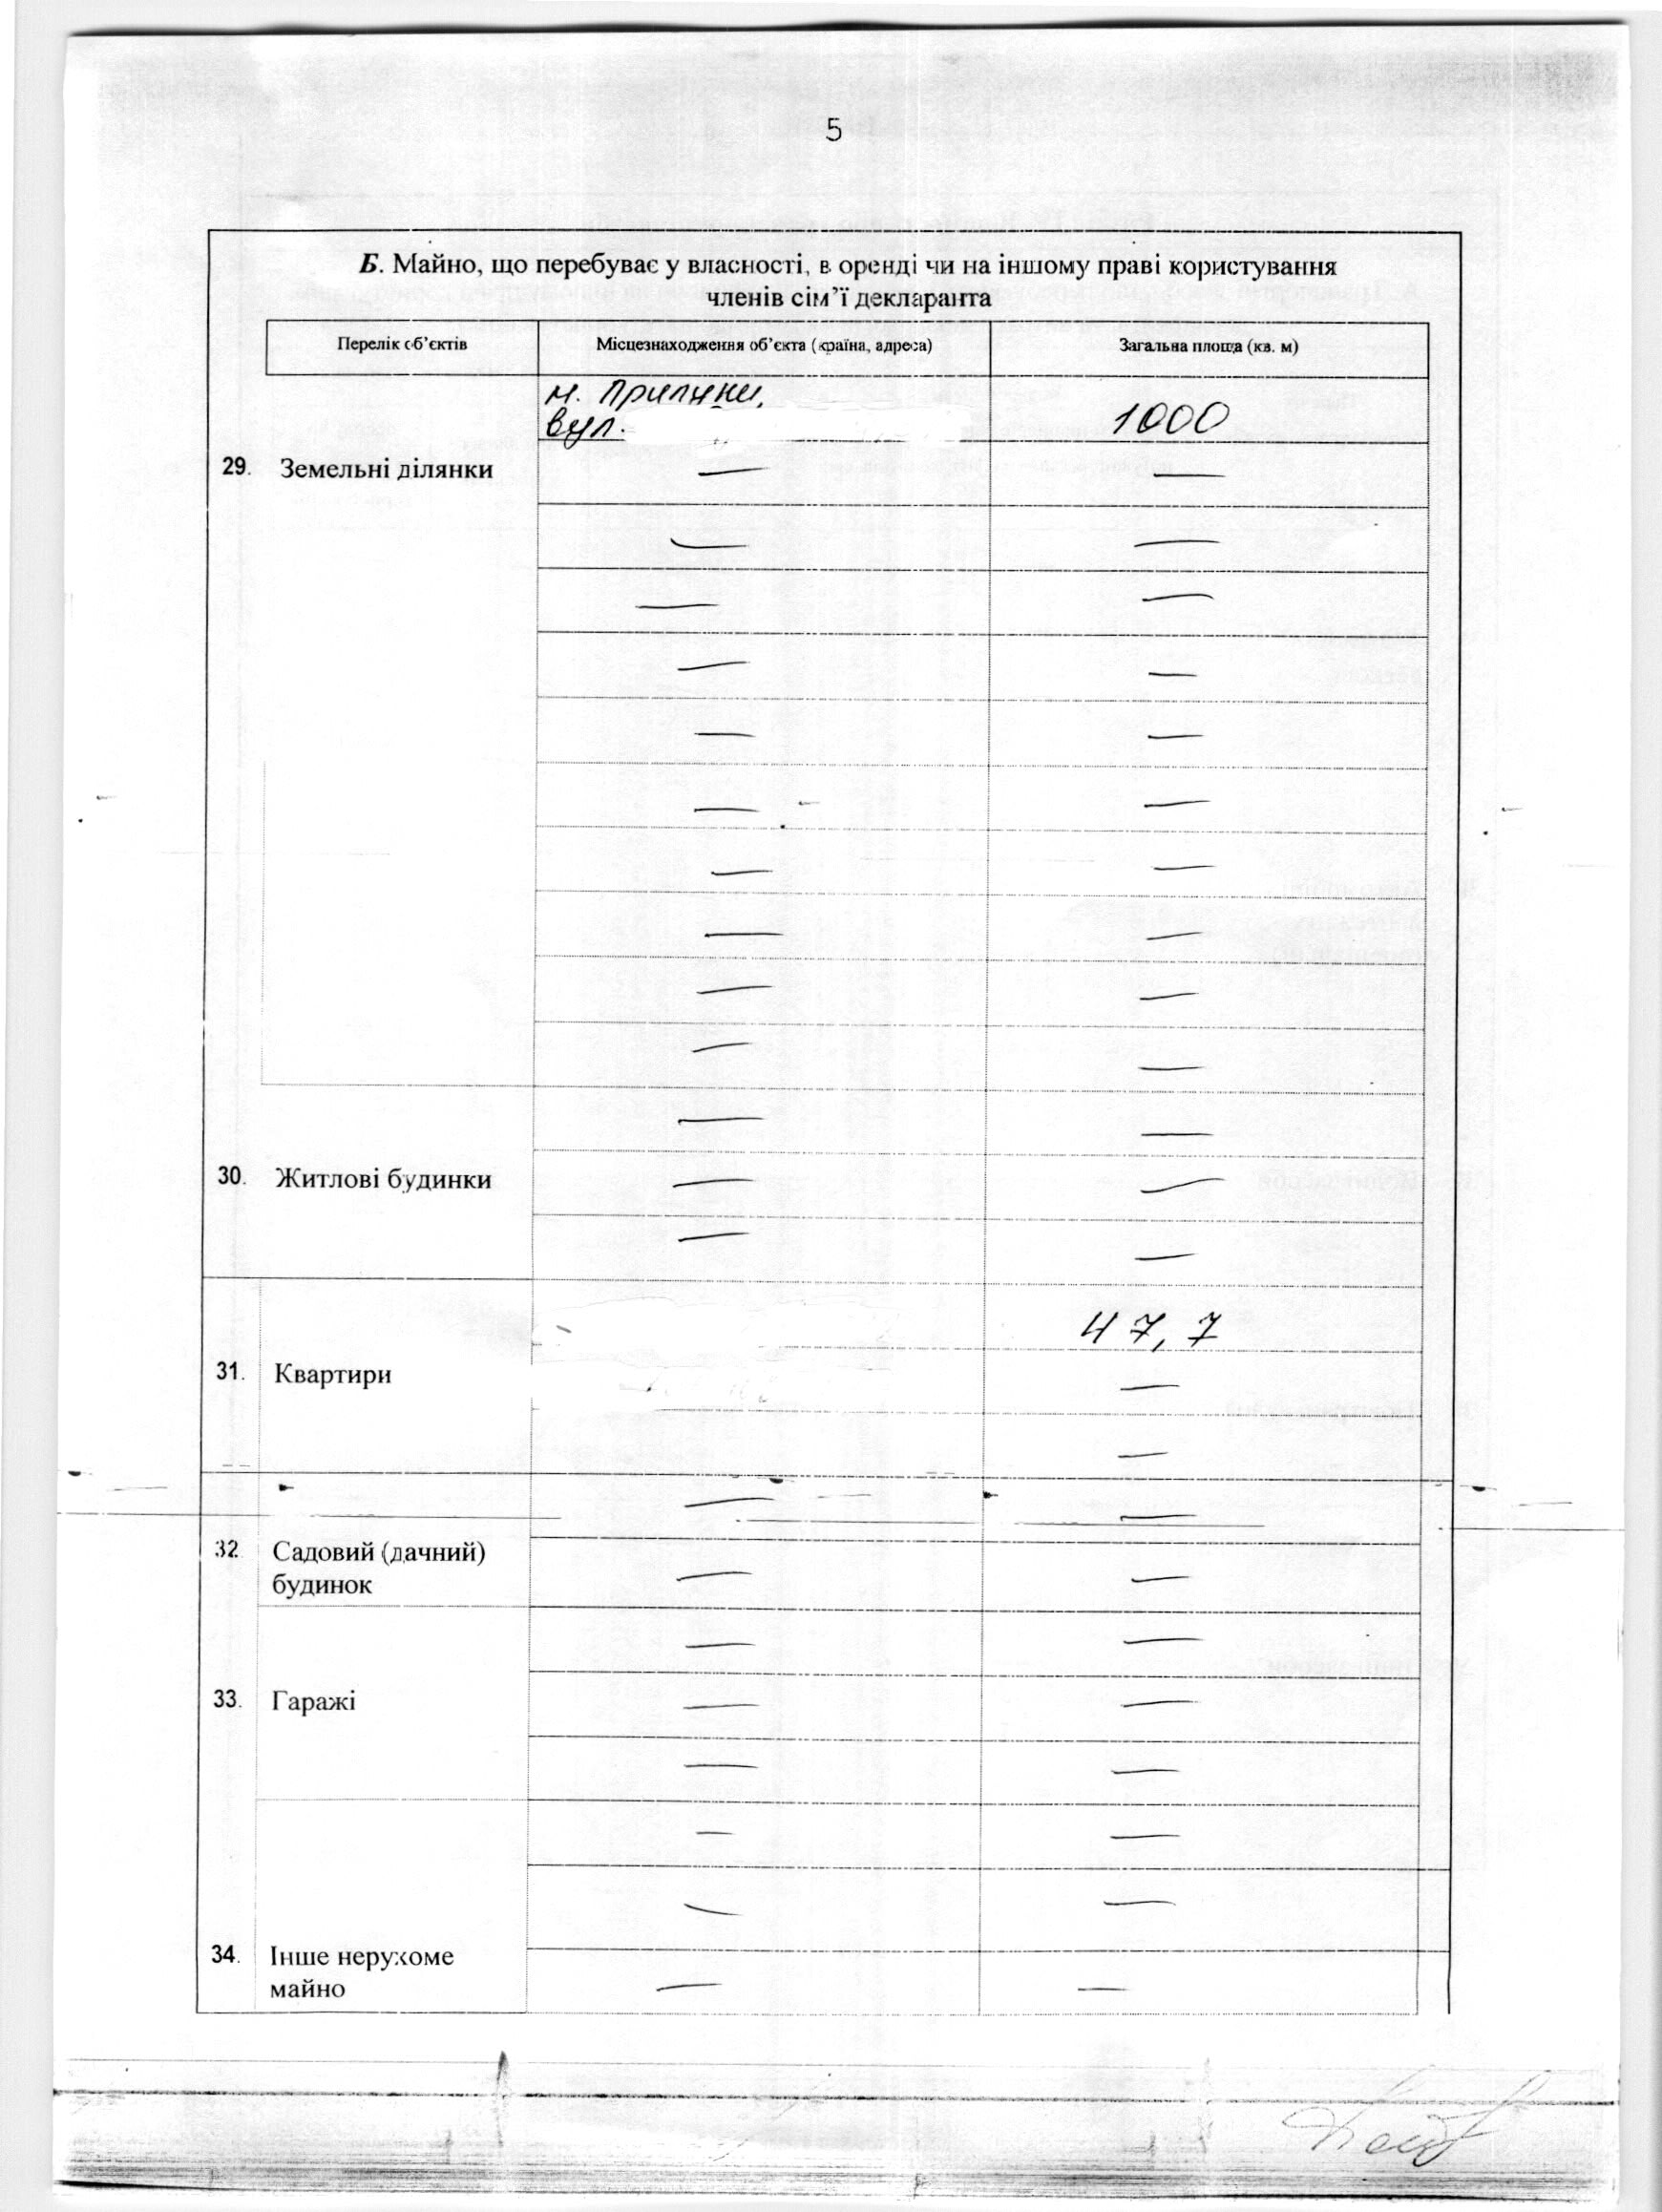 5
Б. Майно, що перебуває у власності, в оренді чи на іншому праві користування
членів сім’ї декларанта
Перелік об’єктів Місцезнаходження об’єкта (країна, адреса) Загальна площа (кв. м)
м. Прилуки,
вул. 1000
29. Земельні ділянки — —
— —
— —
— —
— —
— —
— —
— —
— —
— —
— —
30. Житлові будинки — —
— —
47,7
31. Квартири —
—
— —
32 Садовий (дачний)
будинок — —
— —
33. Гаражі — —
— —
— —
— —
34. Інше нерухоме
майно — —